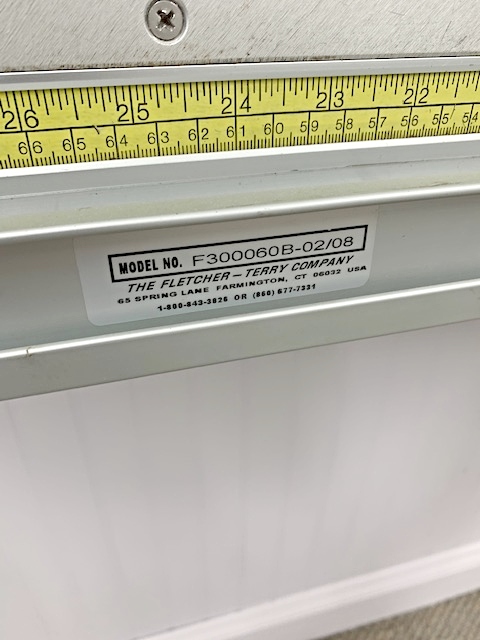 26 25 24 23 22
66 65 64 63 62 61 60 59 58 57 56 55 54
MODEL NO. F300060B-02/08
THE FLETCHER-TERRY COMPANY
65 SPRING LANE FARMINGTON, CT 06032 USA
1-800-843-3826 OR (860) 677-7331